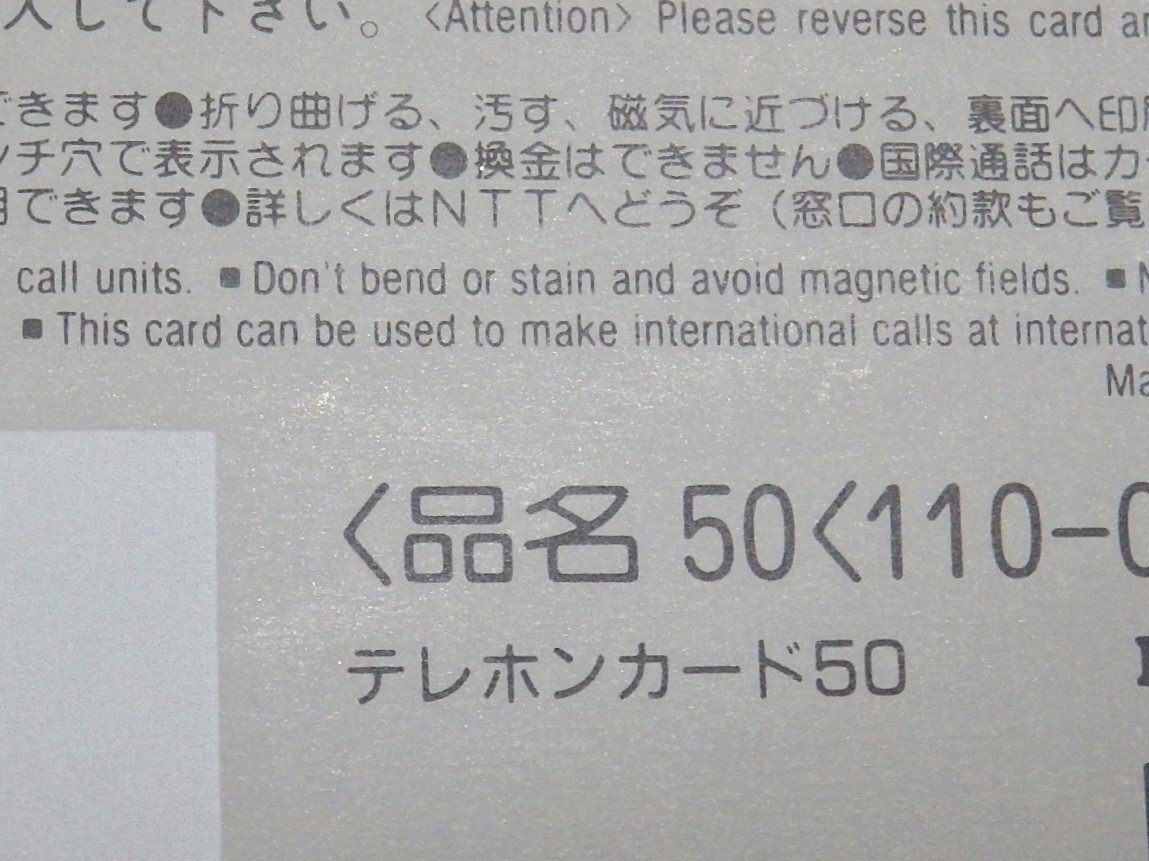 入して下さい。〈Attention〉 Please reverse this card
できます●折り曲げる、汚す、磁気に近づける、裏面へ印
ンチ穴で表示されます●換金はできません●国際通話はカ
できます●詳しくはNTTへどうぞ（窓口の約款もご覧
call units. ■Don't bend or stain and avoid magnetic fields. ■
■This card can be used to make international calls at internat
Ma
〈品名 50〈110-0
テレホンカード50